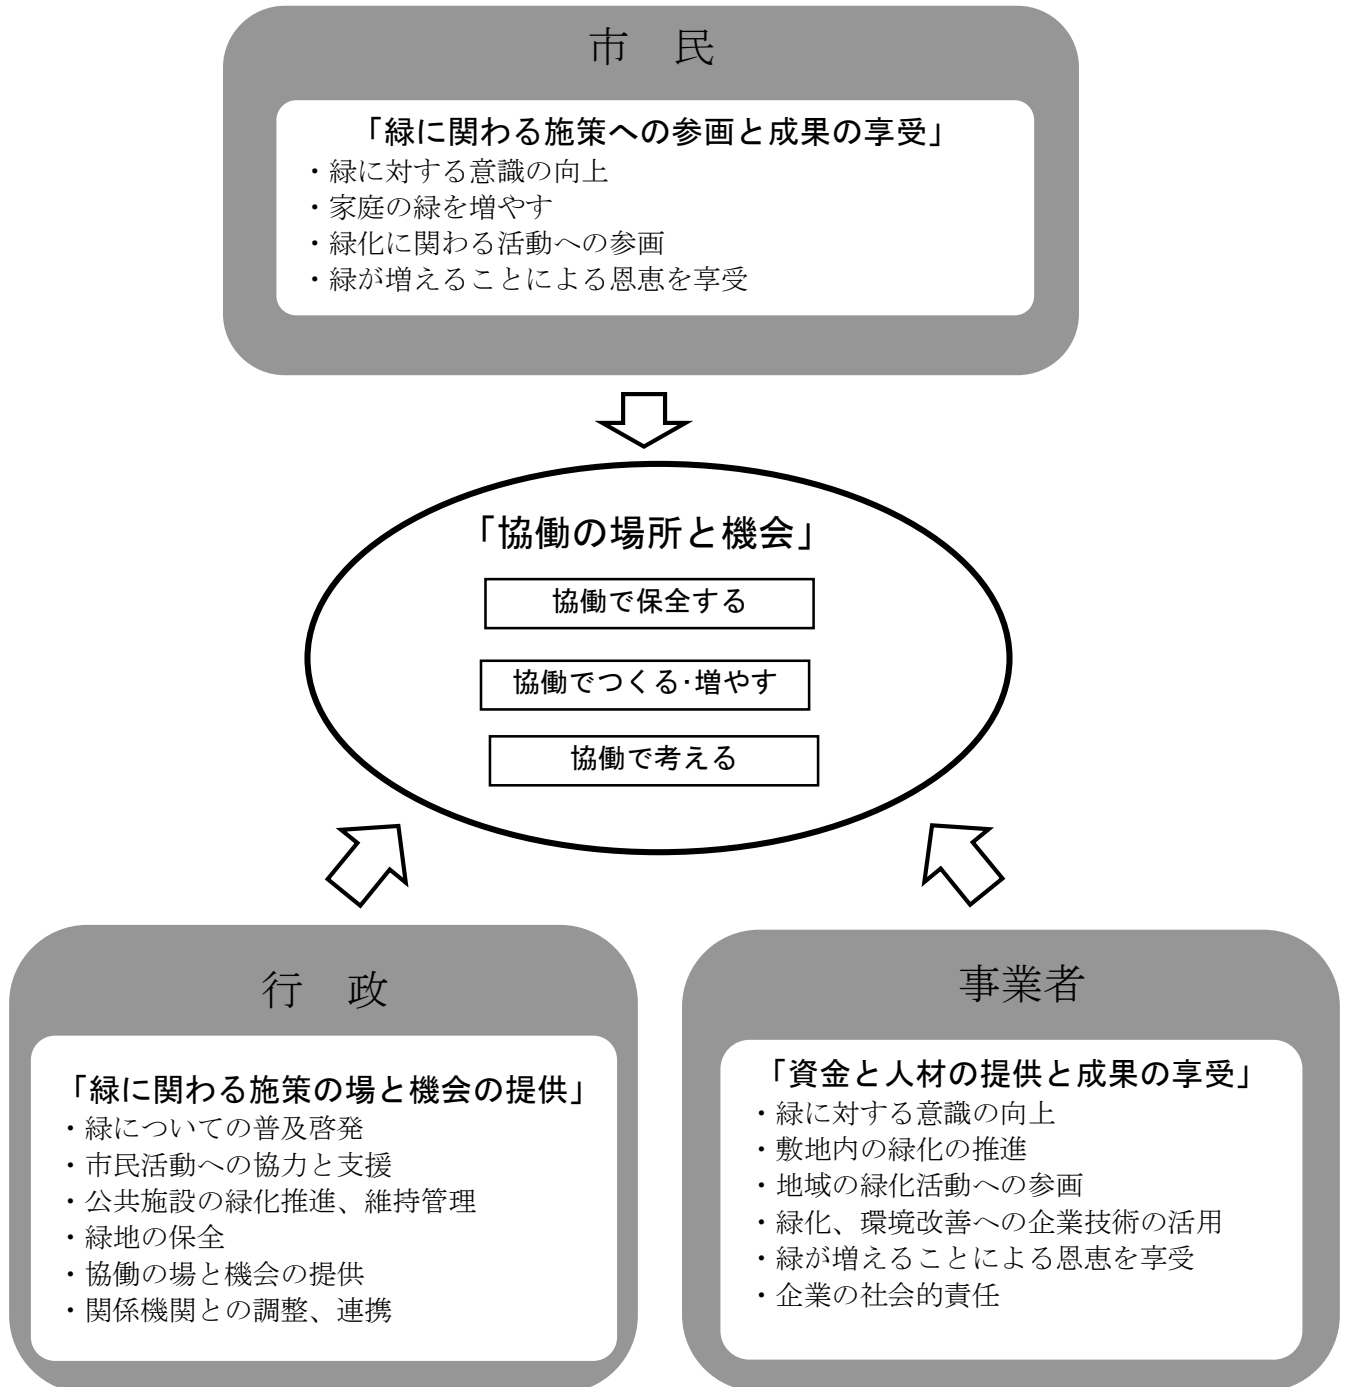 市　民
「緑に関わる施策への参画と成果の享受」
・緑に対する意識の向上
・家庭の緑を増やす
・緑化に関わる活動への参画
・緑が増えることによる恩恵を享受
「協働の場所と機会」
協働で保全する
協働でつくる・増やす
協働で考える
行　政
「緑に関わる施策の場と機会の提供」
・緑についての普及啓発
・市民活動への協力と支援
・公共施設の緑化推進、維持管理
・緑地の保全
・協働の場と機会の提供
・関係機関との調整、連携
事業者
「資金と人材の提供と成果の享受」
・緑に対する意識の向上
・敷地内の緑化の推進
・地域の緑化活動への参画
・緑化、環境改善への企業技術の活用
・緑が増えることによる恩恵を享受
・企業の社会的責任